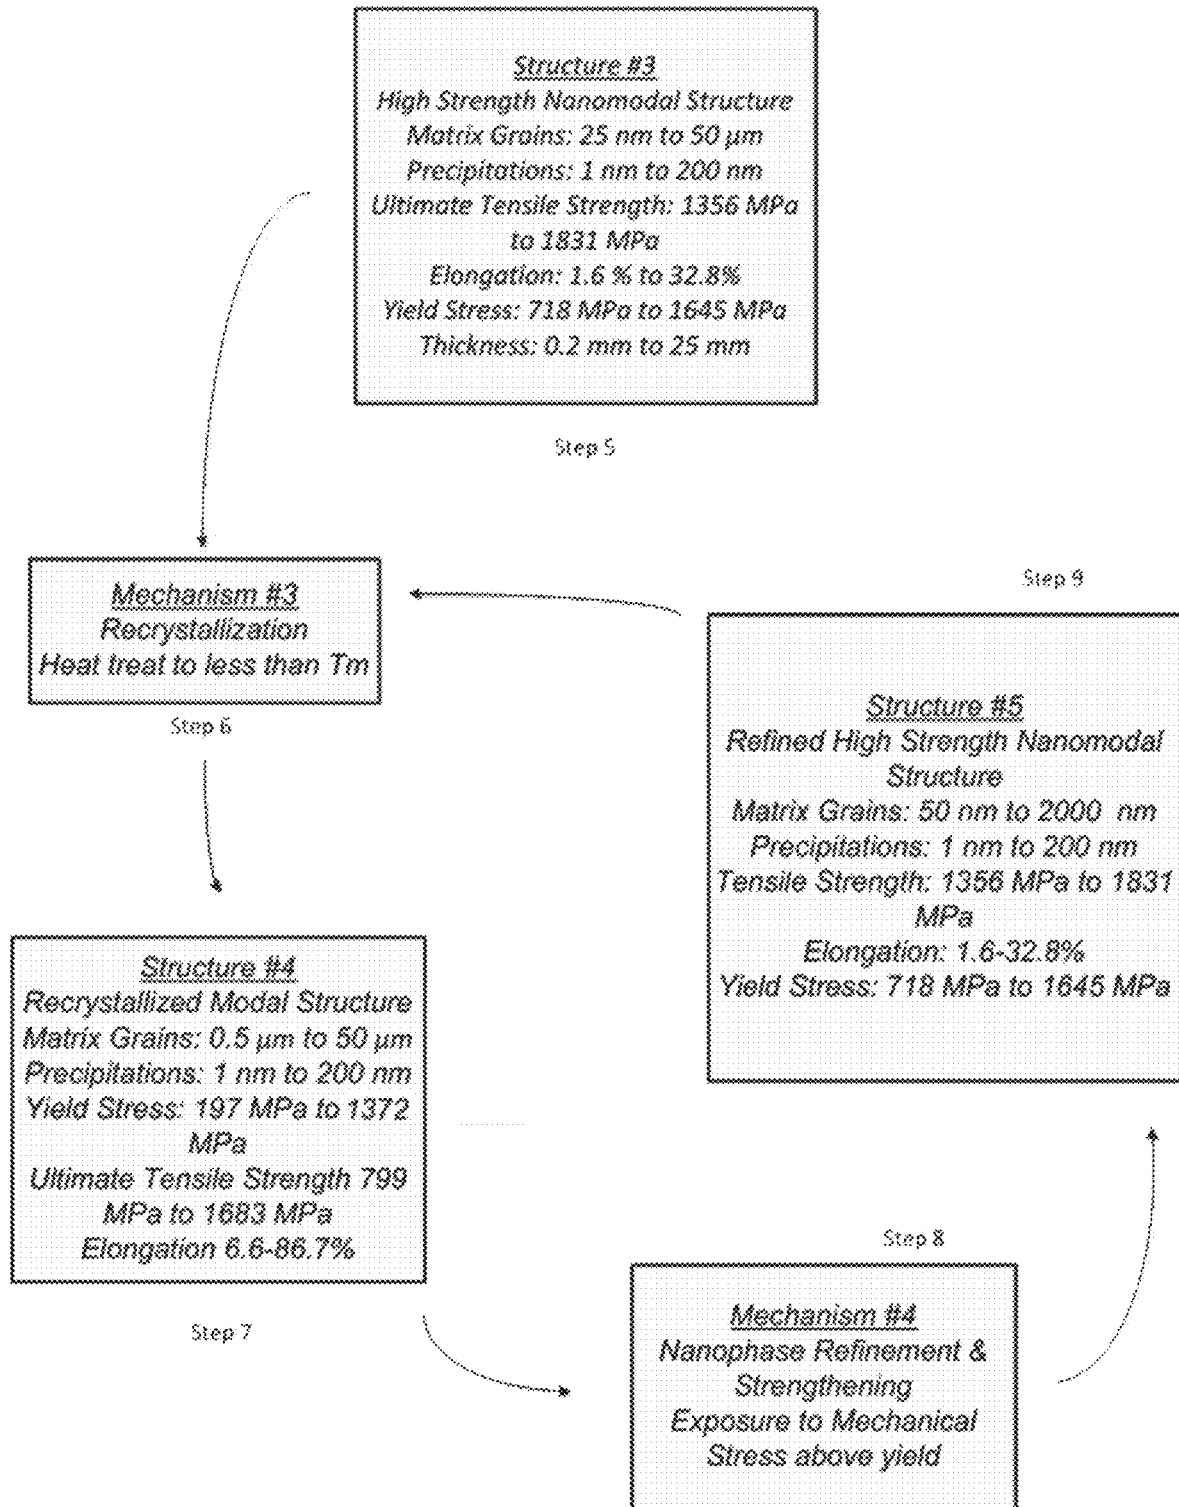 Structure #3
High Strength Nanomodal Structure
Matrix Grains: 25 nm to 50 µm
Precipitations: 1 nm to 200 nm
Ultimate Tensile Strength: 1356 MPa
to 1831 MPa
Elongation: 1.6 % to 32.8%
Yield Stress: 718 MPa to 1645 MPa
Thickness: 0.2 mm to 25 mm
Step 5
Mechanism #3
Recrystallization
Heat treat to less than Tm
Step 6
Structure #4
Recrystallized Modal Structure
Matrix Grains: 0.5 µm to 50 µm
Precipitations: 1 nm to 200 nm
Yield Stress: 197 MPa to 1372
MPa
Ultimate Tensile Strength 799
MPa to 1683 MPa
Elongation 6.6-86.7%
Step 7
Step 8
Mechanism #4
Nanophase Refinement &
Strengthening
Exposure to Mechanical
Stress above yield
Step 9
Structure #5
Refined High Strength Nanomodal
Structure
Matrix Grains: 50 nm to 2000 nm
Precipitations: 1 nm to 200 nm
Tensile Strength: 1356 MPa to 1831
MPa
Elongation: 1.6-32.8%
Yield Stress: 718 MPa to 1645 MPa